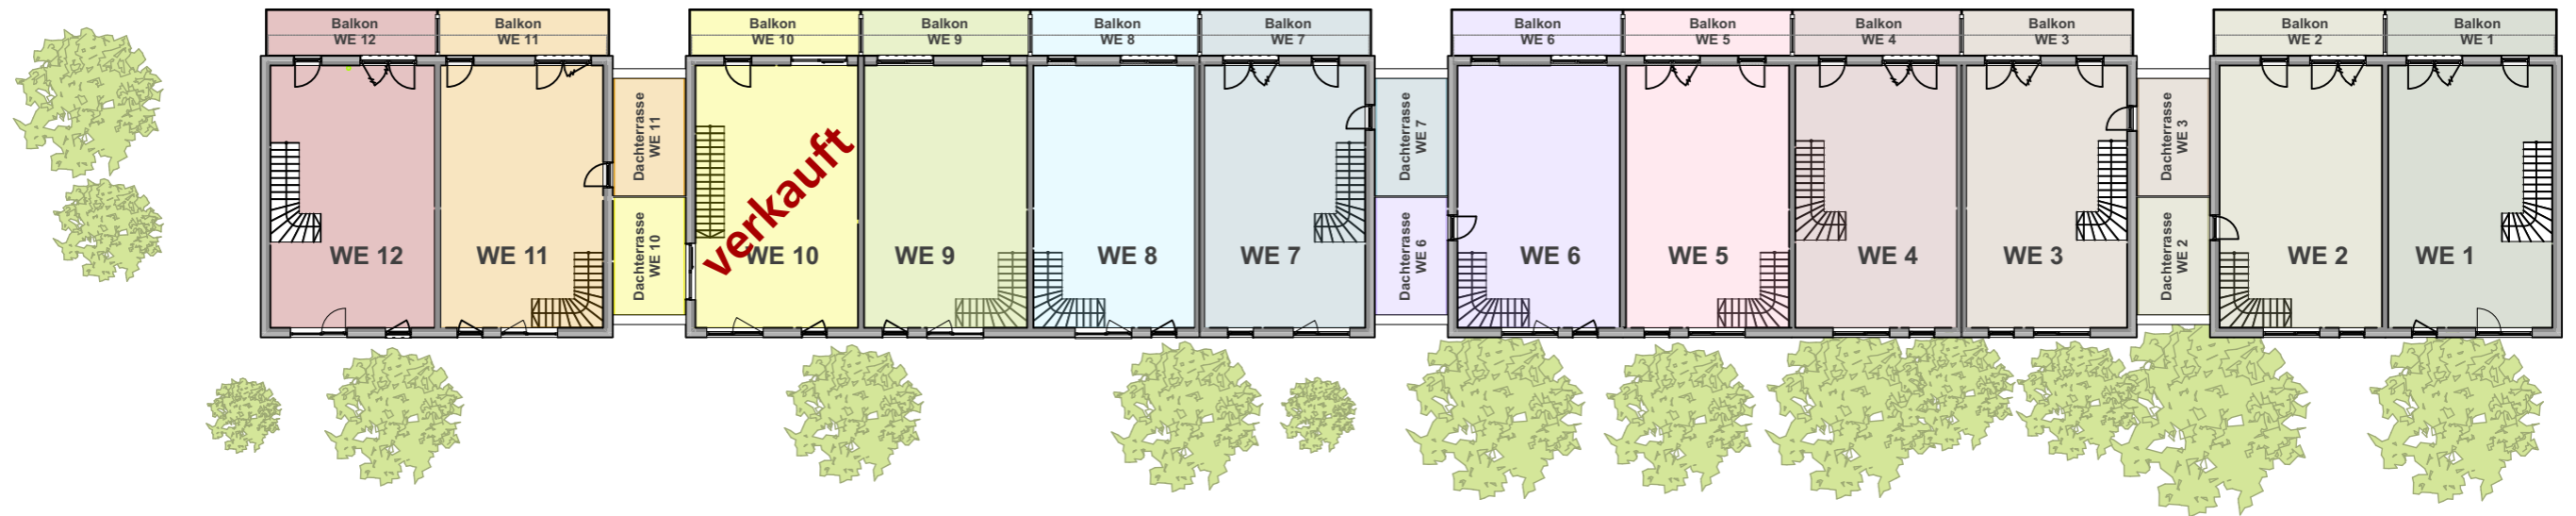 Balkon
WE 12
Balkon
WE 11
Balkon
WE 10
Balkon
WE 9
Balkon
WE 8
Balkon
WE 7
Balkon
WE 6
Balkon
WE 5
Balkon
WE 4
Balkon
WE 3
Balkon
WE 2
Balkon
WE 1
Dachterrasse
WE 11
Dachterrasse
WE 10
Dachterrasse
WE 7
Dachterrasse
WE 6
Dachterrasse
WE 3
Dachterrasse
WE 2
verkauft
WE 12
WE 11
WE 10
WE 9
WE 8
WE 7
WE 6
WE 5
WE 4
WE 3
WE 2
WE 1